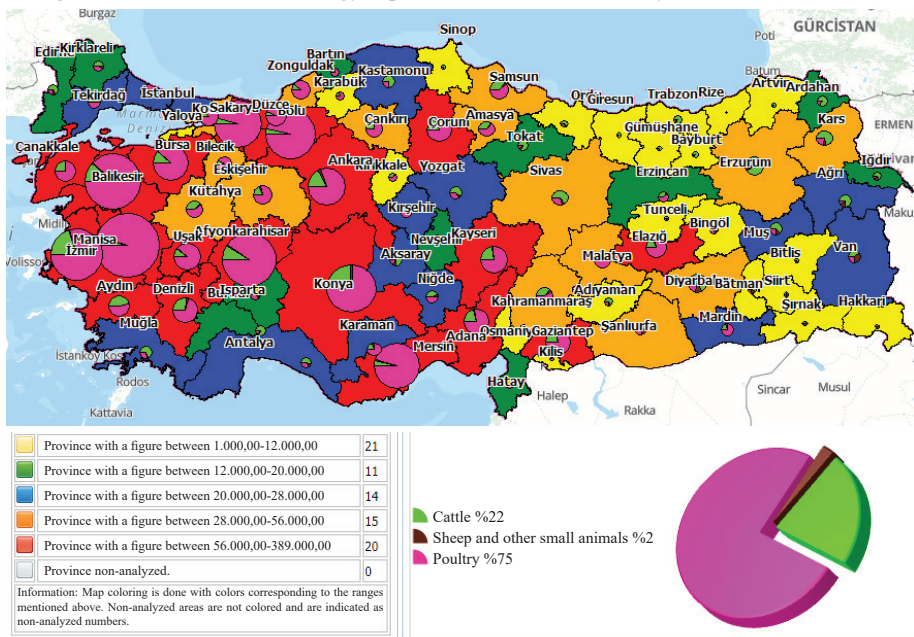 Burgaz
Sinop
Poti
GÜRCİSTAN
Edirne
Kırklareli
Bartın
Zonguldak
Kastamonu
Batum
Artvin
Ardahan
Tekirdağ
İstanbul
Karabük
Samsun
Ordu
Giresun
Trabzon
Rize
Yalova
Sakarya
Düzce
Bolu
Çankırı
Çorum
Amasya
Tokat
Gümüşhane
Bayburt
Kars
ERMEN
Marmara
Denizi
Çanakkale
Bursa
Bilecik
Ankara
Kırıkkale
Yozgat
Sivas
Erzincan
Erzurum
Iğdır
Balıkesir
Eskişehir
Kütahya
Kırşehir
Tunceli
Bingöl
Ağrı
Maku
Midilli
Manisa
İzmir
Uşak
Afyonkarahisar
Nevşehir
Kayseri
Aksaray
Malatya
Elazığ
Muş
Bitlis
Van
Volissos
Aydın
Denizli
Burdur
Isparta
Konya
Niğde
Kahramanmaraş
Adıyaman
Diyarbakır
Batman
Siirt
Şırnak
Hakkari
Muğla
Karaman
Mersin
Adana
Osmaniye
Gaziantep
Şanlıurfa
Mardin
Kilis
İstanköy Kos
Antalya
Rodos
Hatay
Halep
Rakka
Sincar
Musul
Kattavia
Province with a figure between 1.000,00-12.000,00 21
Province with a figure between 12.000,00-20.000,00 11
Province with a figure between 20.000,00-28.000,00 14
Province with a figure between 28.000,00-56.000,00 15
Province with a figure between 56.000,00-389.000,00 20
Province non-analyzed. 0
Information: Map coloring is done with colors corresponding to the ranges
mentioned above. Non-analyzed areas are not colored and are indicated as
non-analyzed numbers.
Cattle %22
Sheep and other small animals %2
Poultry %75